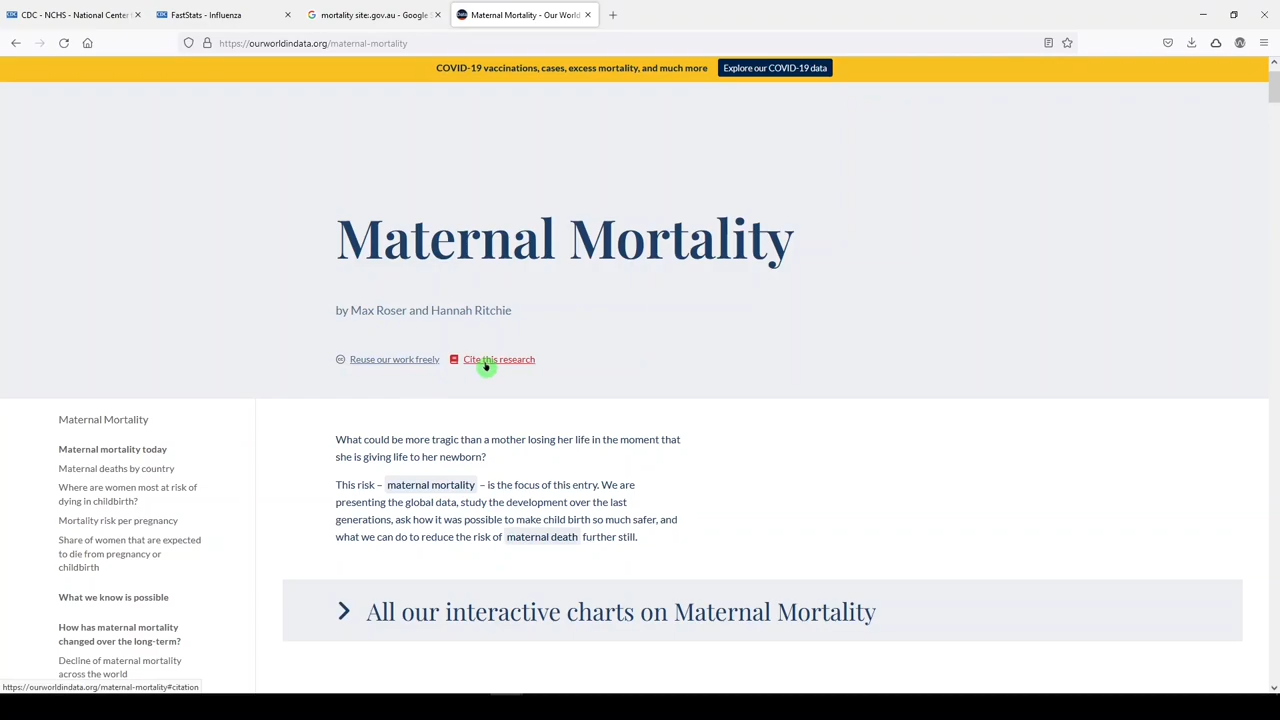 CDC - NCHS - National Center
FastStats - Influenza
mortality site:.gov.au - Google
Maternal Mortality - Our World
https://ourworldindata.org/maternal-mortality
COVID-19 vaccinations, cases, excess mortality, and much more
Explore our COVID-19 data
Maternal Mortality
by Max Roser and Hannah Ritchie
Reuse our work freely
Cite this research
Maternal Mortality
Maternal mortality today
Maternal deaths by country
Where are women most at risk of
dying in childbirth?
Mortality risk per pregnancy
Share of women that are expected
to die from pregnancy or
childbirth
What we know is possible
How has maternal mortality
changed over the long-term?
Decline of maternal mortality
across the world
What could be more tragic than a mother losing her life in the moment that
she is giving life to her newborn?
This risk – maternal mortality – is the focus of this entry. We are
presenting the global data, study the development over the last
generations, ask how it was possible to make child birth so much safer, and
what we can do to reduce the risk of maternal death further still.
All our interactive charts on Maternal Mortality
https://ourworldindata.org/maternal-mortality#citation